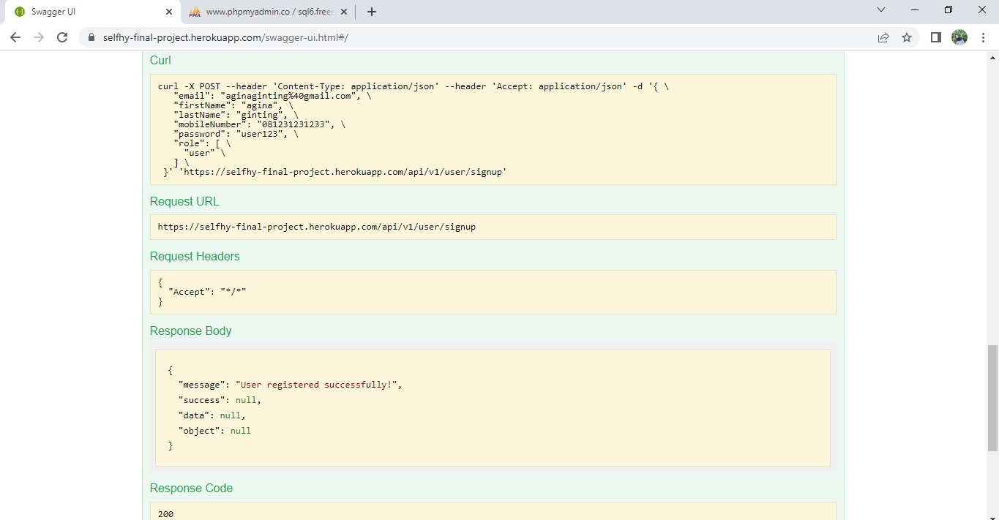 Swagger UI
www.phpmyadmin.co / sql6.freer
selfhy-final-project.herokuapp.com/swagger-ui.html#/
Curl
curl -X POST --header 'Content-Type: application/json' --header 'Accept: application/json' -d '{ \
"email": "aginaginting%40gmail.com", \
"firstName": "agina", \
"lastName": "ginting", \
"mobileNumber": "081231231233", \
"password": "user123", \
"role": [ \
"user" \
] \
}' 'https://selfhy-final-project.herokuapp.com/api/v1/user/signup'
Request URL
https://selfhy-final-project.herokuapp.com/api/v1/user/signup
Request Headers
{
"Accept": "*/*"
}
Response Body
{
"message": "User registered successfully!",
"success": null,
"data": null,
"object": null
}
Response Code
200